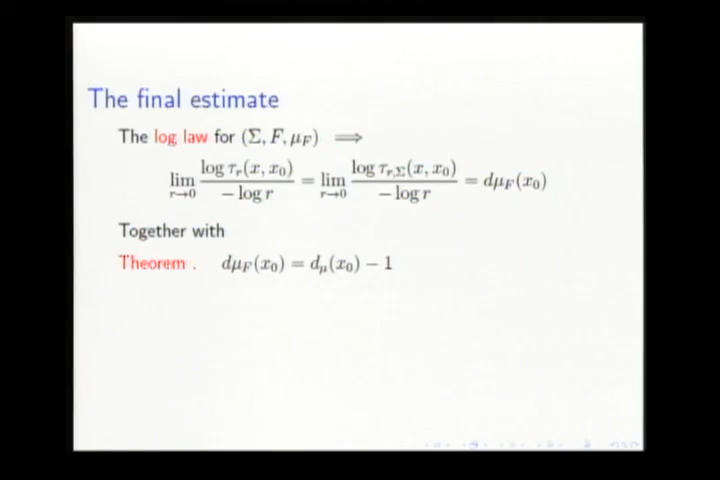 The final estimate
The log law for (Σ, F, μ_F) ⟹
lim_{r→0} log τ_r(x, x_0) / − log r = lim_{r→0} log τ_{r,Σ}(x, x_0) / − log r = dμ_F(x_0)
Together with
Theorem . dμ_F(x_0) = d_μ(x_0) − 1